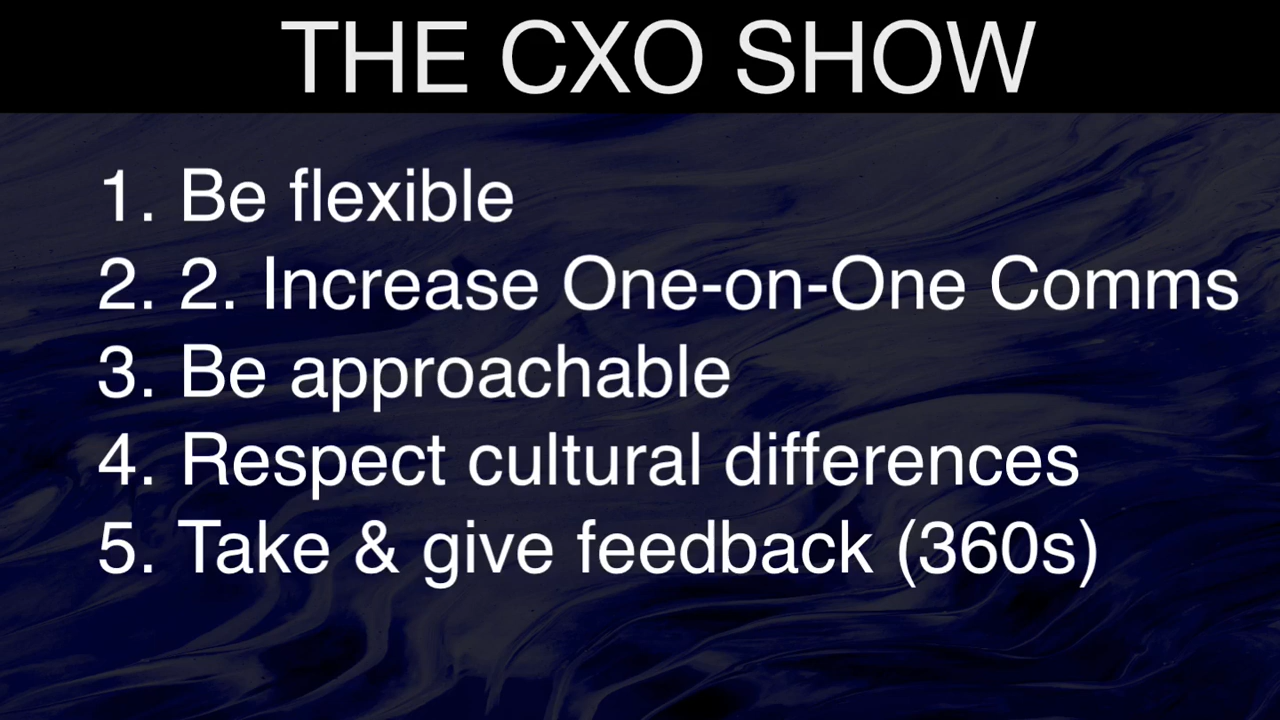 THE CXO SHOW
1. Be flexible
2. 2. Increase One-on-One Comms
3. Be approachable
4. Respect cultural differences
5. Take & give feedback (360s)